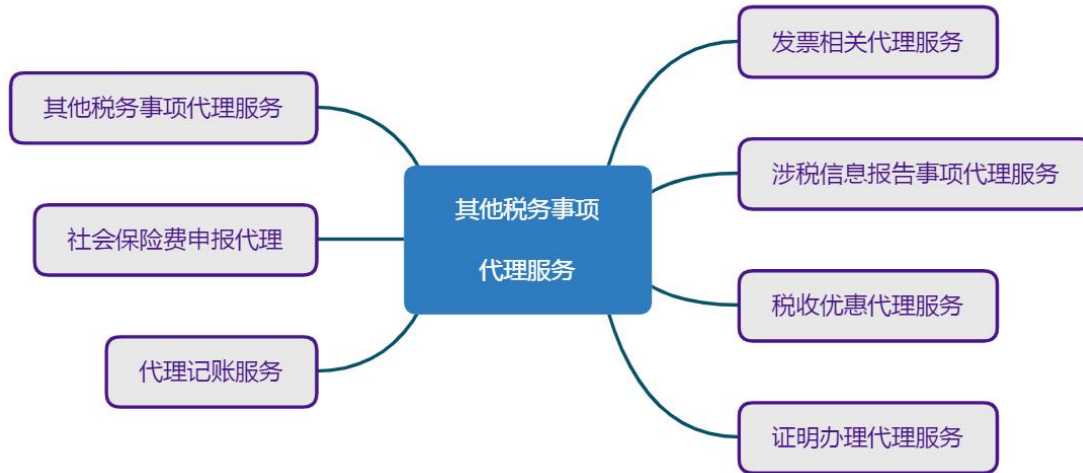 发票相关代理服务
其他税务事项代理服务
涉税信息报告事项代理服务
其他税务事项
代理服务
社会保险费申报代理
税收优惠代理服务
代理记账服务
证明办理代理服务